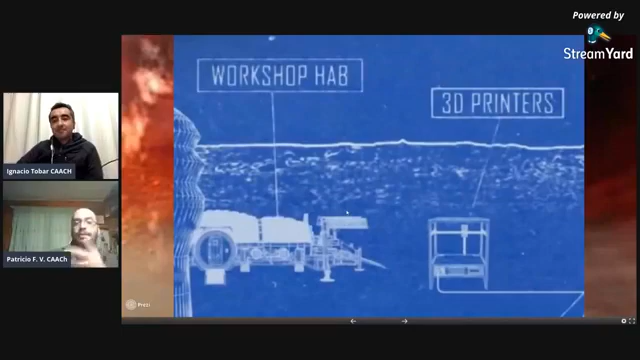 Powered by
StreamYard
WORKSHOP HAB
3D PRINTERS
Ignacio Tobar CAACH
Patricio F. V. CAACh
Prezi